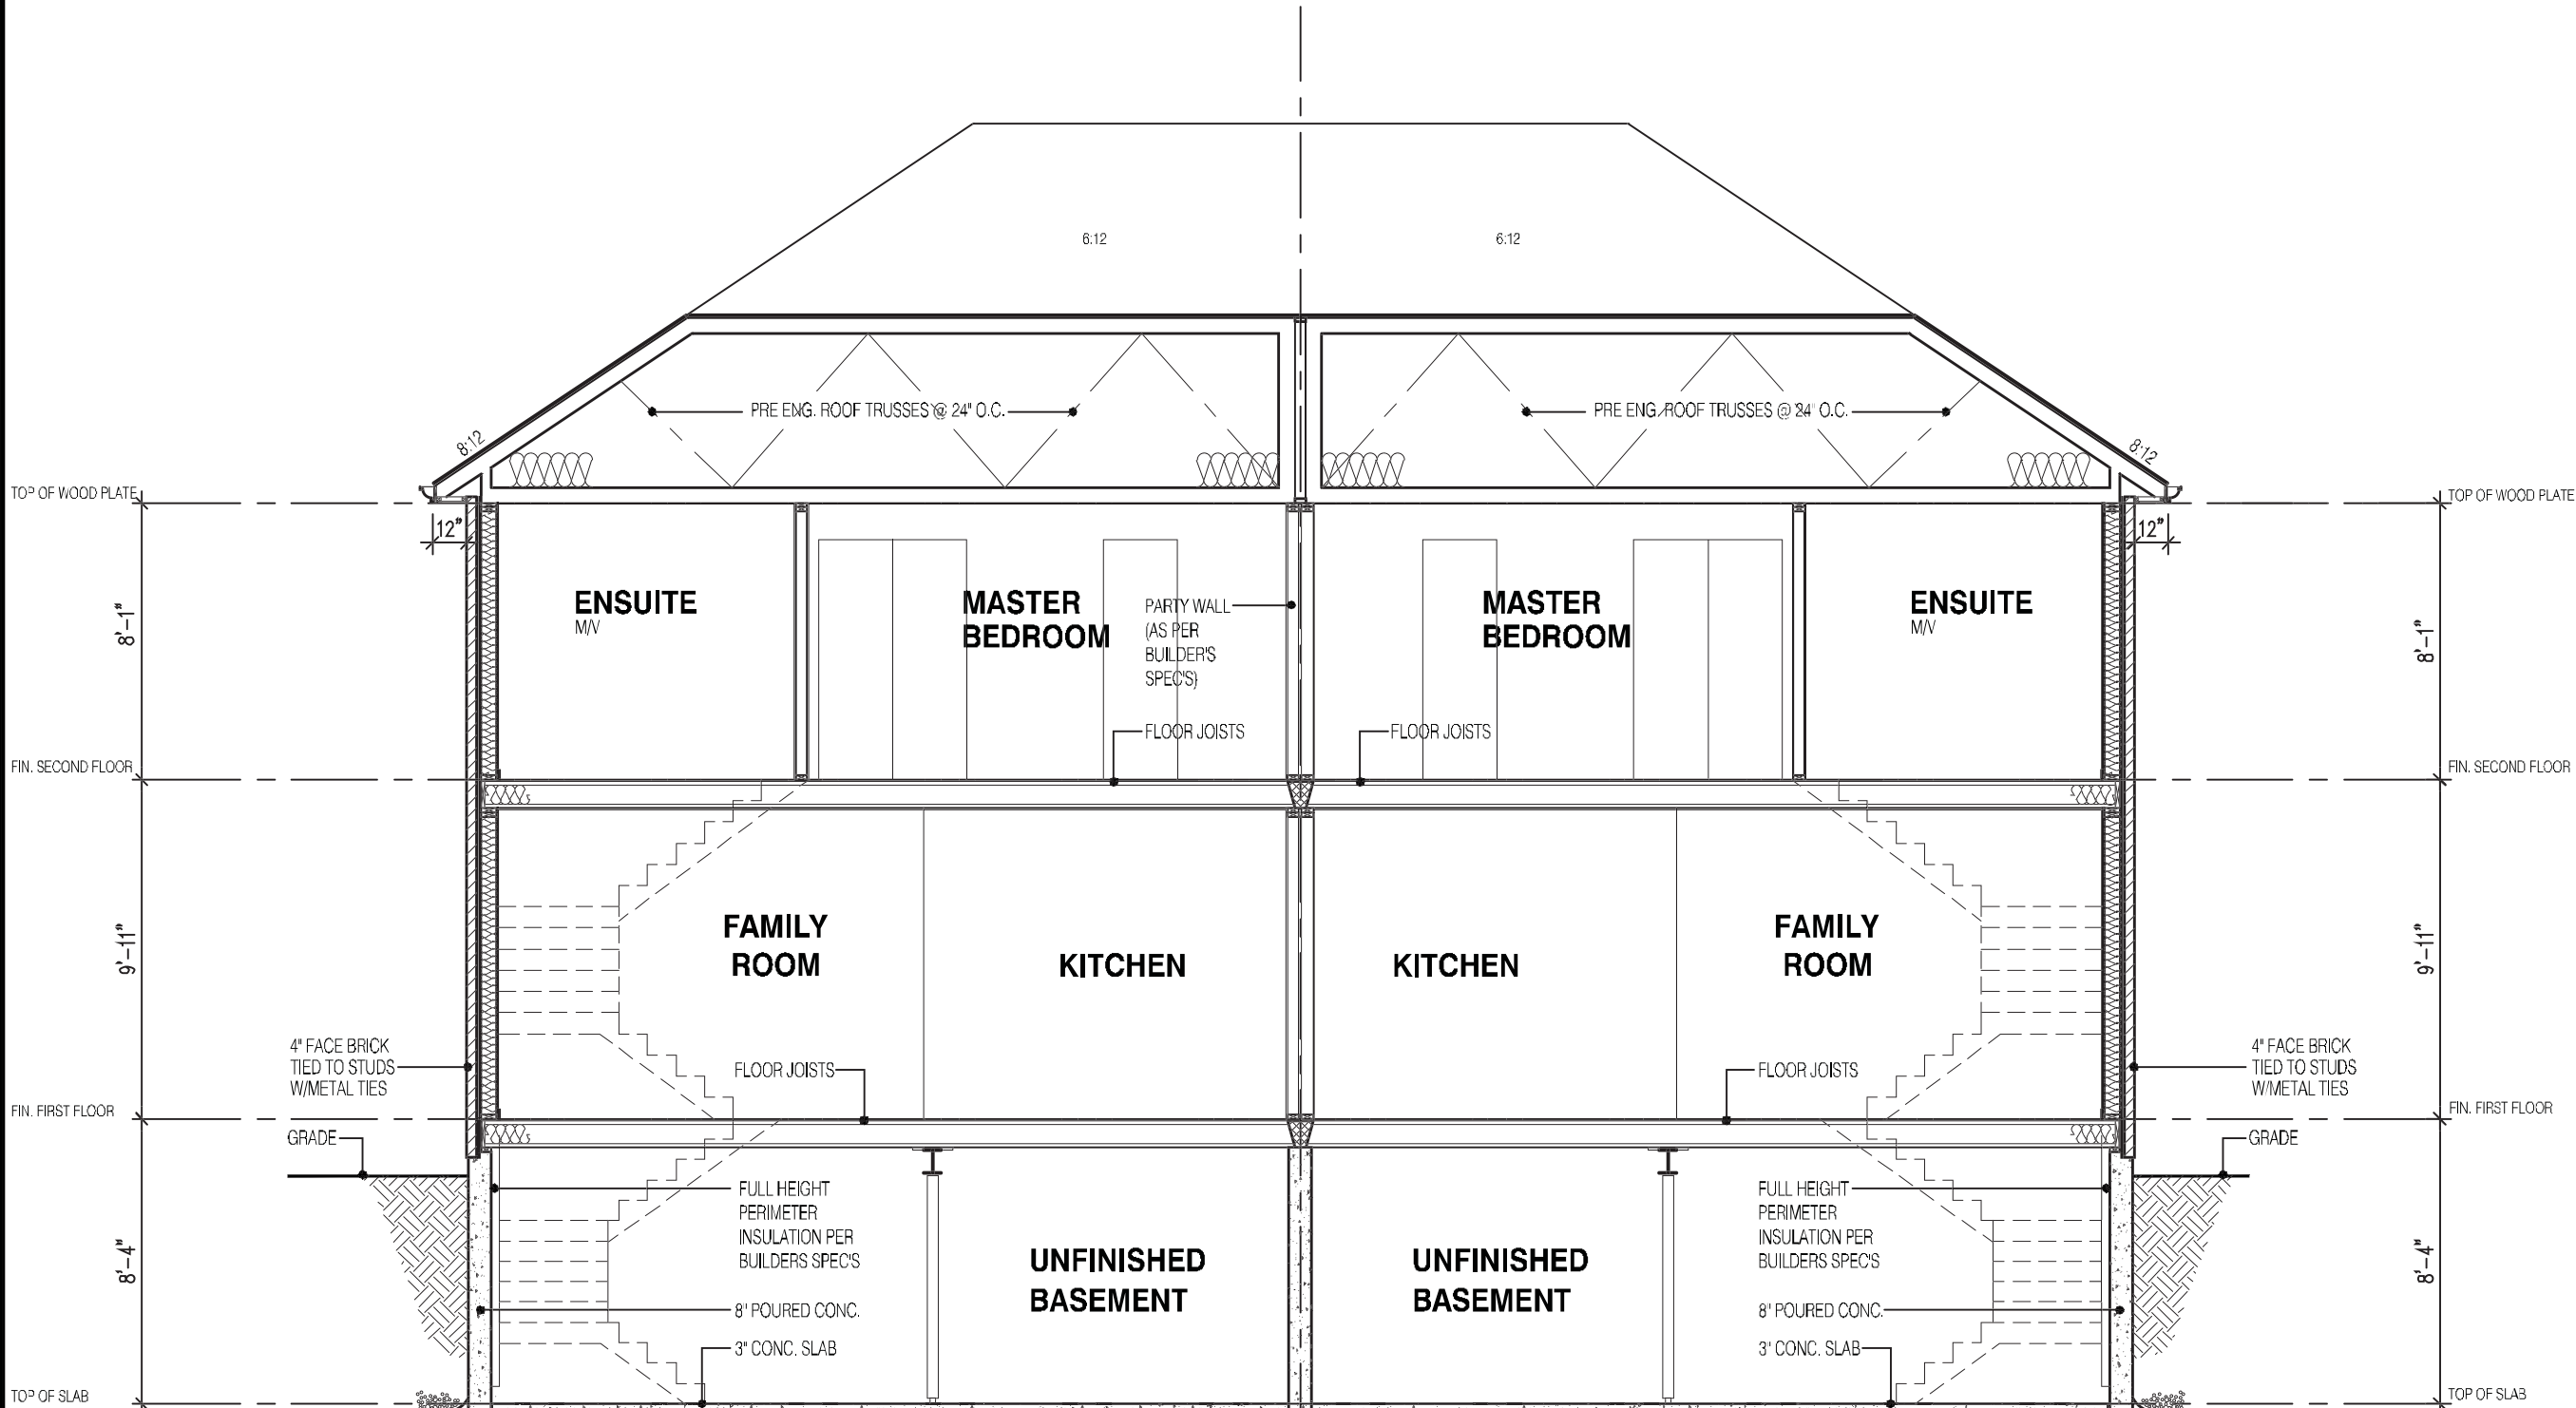 6:12
6:12
PRE ENG. ROOF TRUSSES @ 24" O.C.
PRE ENG. ROOF TRUSSES @ 24" O.C.
8:12
8:12
TOP OF WOOD PLATE
TOP OF WOOD PLATE
12"
12"
ENSUITE
M/V
MASTER
BEDROOM
PARTY WALL
(AS PER
BUILDER'S
SPEC'S)
MASTER
BEDROOM
ENSUITE
M/V
8'-1"
8'-1"
FLOOR JOISTS
FLOOR JOISTS
FIN. SECOND FLOOR
FIN. SECOND FLOOR
FAMILY
ROOM
KITCHEN
KITCHEN
FAMILY
ROOM
9'-11"
9'-11"
4" FACE BRICK
TIED TO STUDS
W/METAL TIES
FLOOR JOISTS
FLOOR JOISTS
4" FACE BRICK
TIED TO STUDS
W/METAL TIES
FIN. FIRST FLOOR
FIN. FIRST FLOOR
GRADE
GRADE
FULL HEIGHT
PERIMETER
INSULATION PER
BUILDERS SPEC'S
UNFINISHED
BASEMENT
UNFINISHED
BASEMENT
FULL HEIGHT
PERIMETER
INSULATION PER
BUILDERS SPEC'S
8'-4"
8'-4"
8" POURED CONC.
8" POURED CONC.
3" CONC. SLAB
3" CONC. SLAB
TOP OF SLAB
TOP OF SLAB